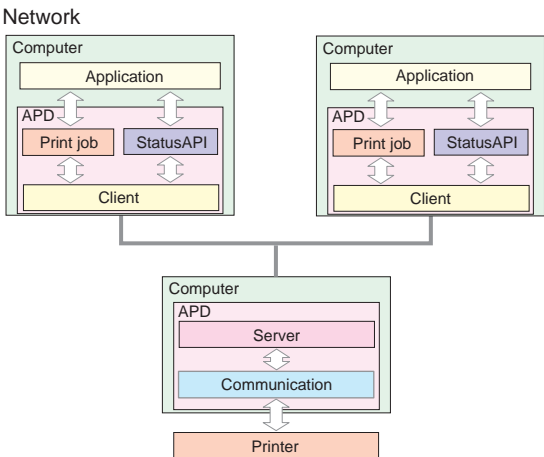 Network
Computer
Application
APD
Print job
StatusAPI
Client
Computer
Application
APD
Print job
StatusAPI
Client
Computer
APD
Server
Communication
Printer